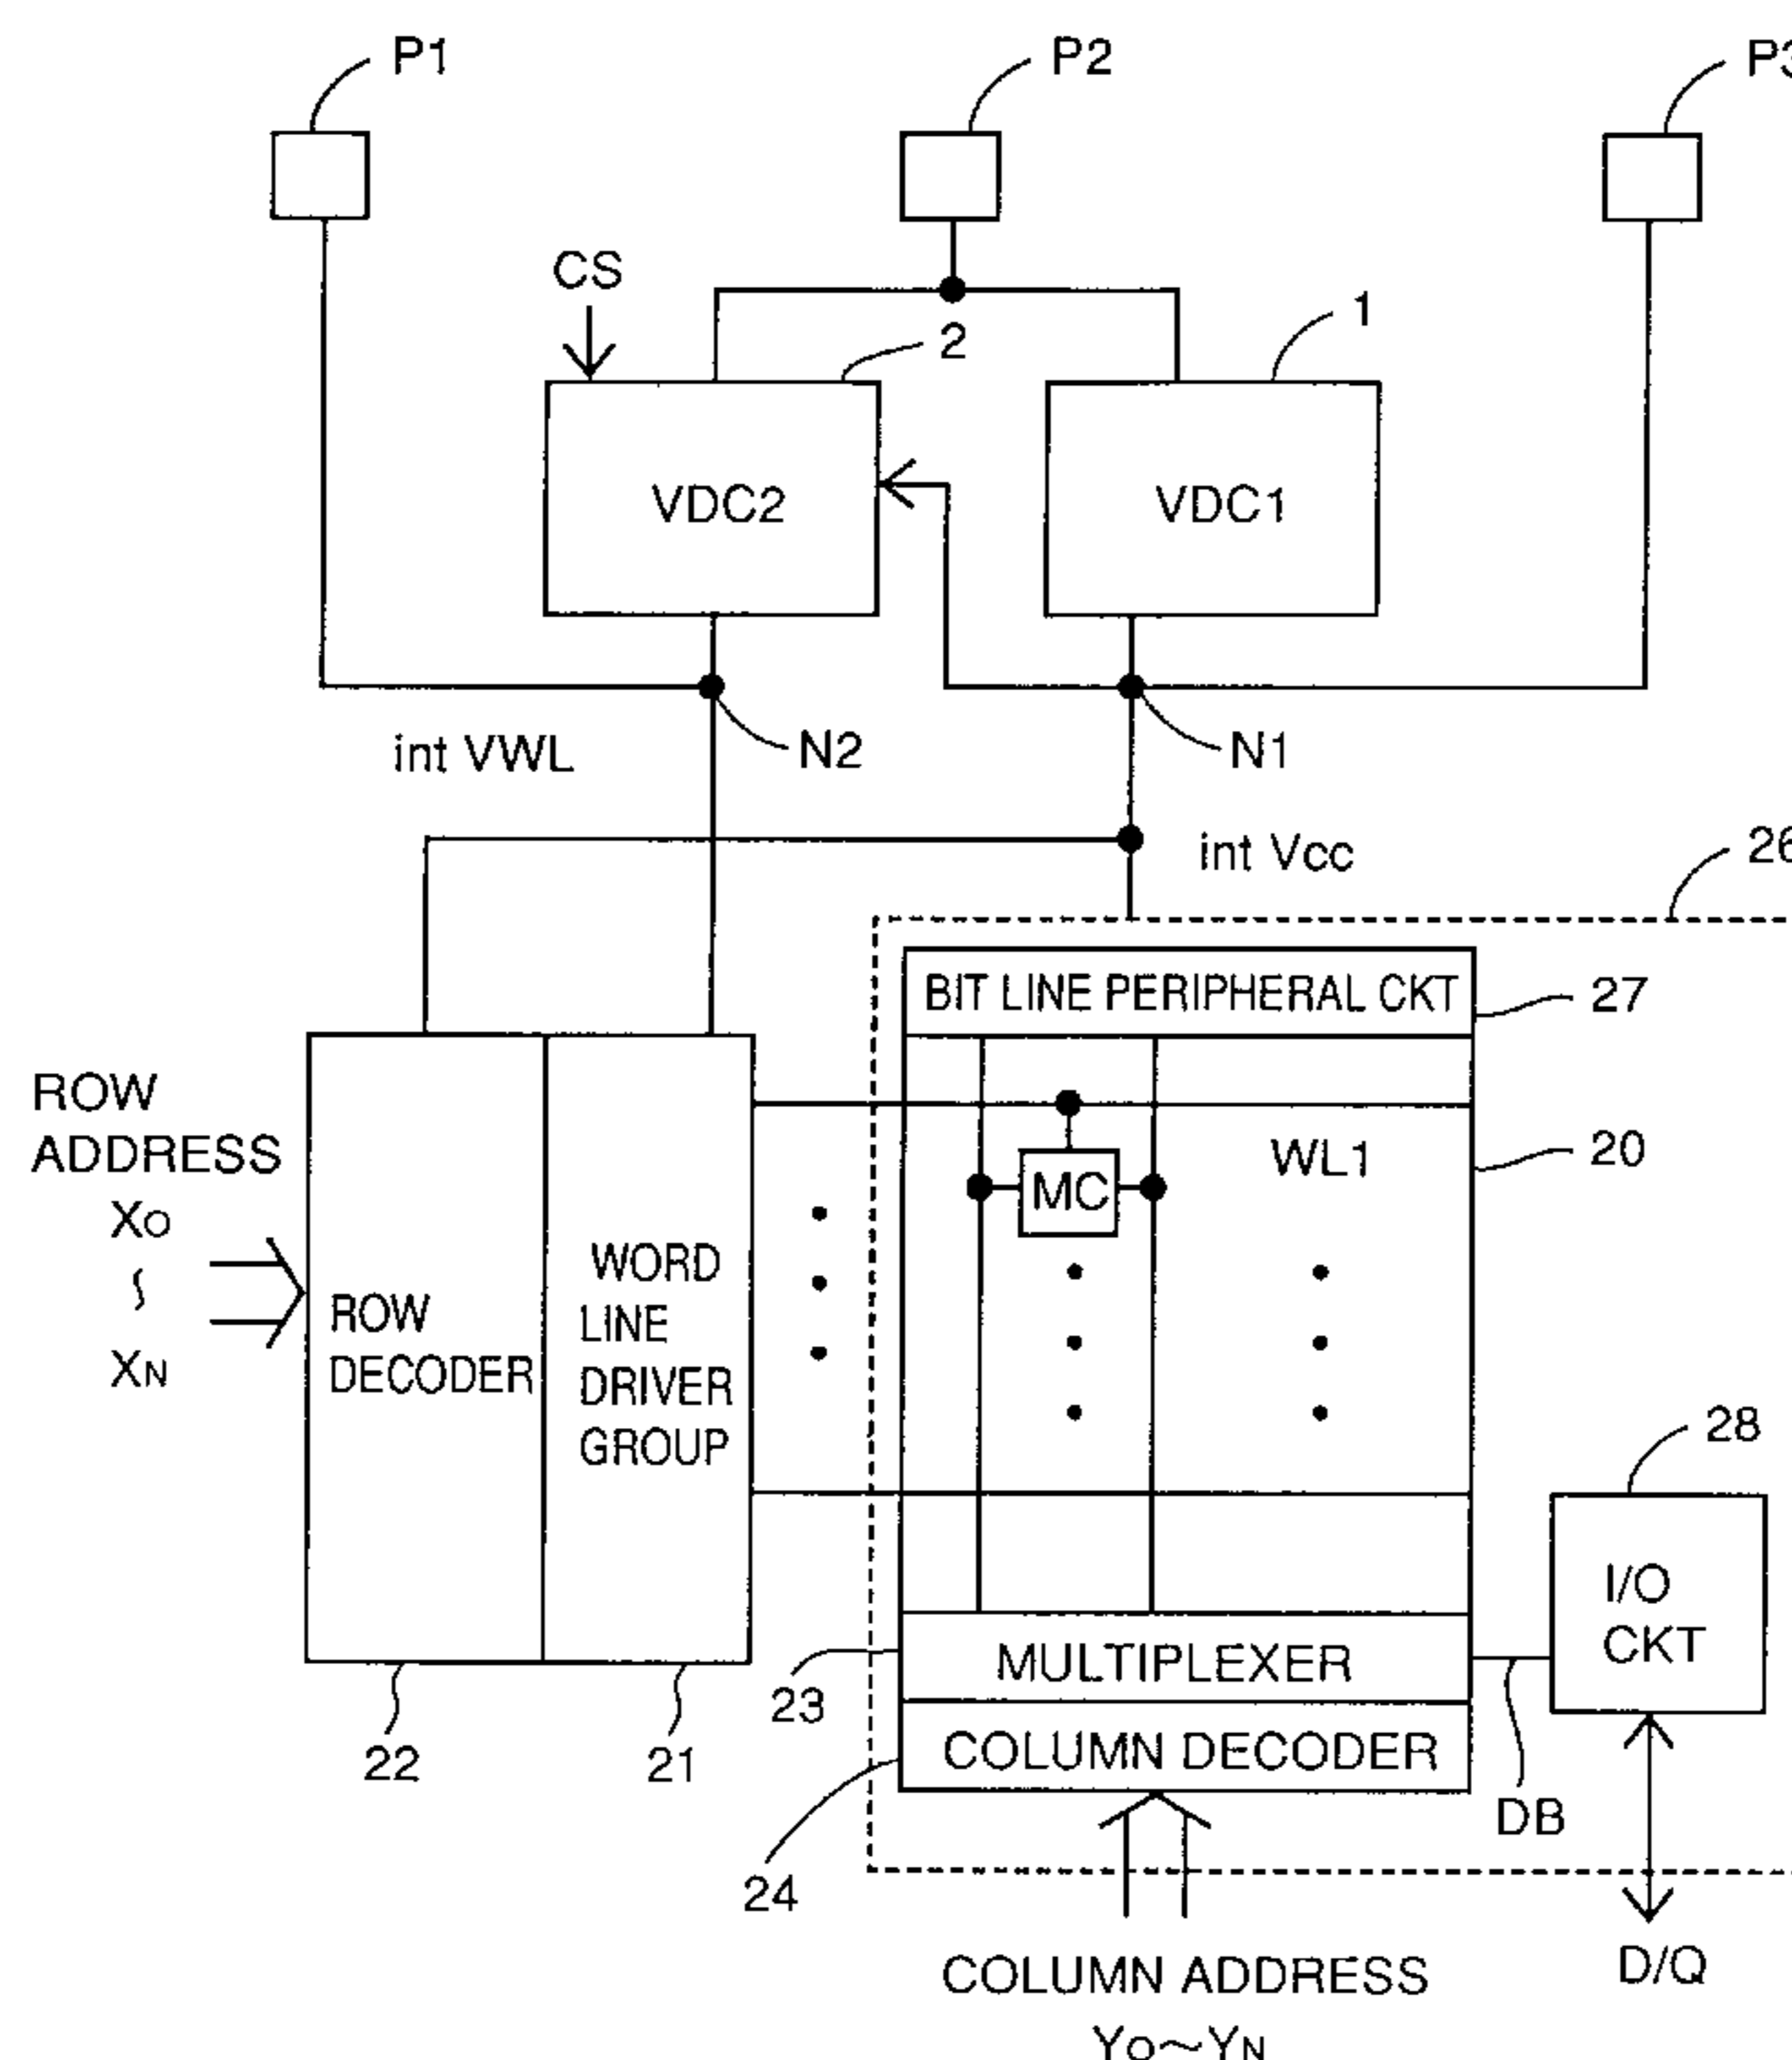 P1
P2
P3
CS
2
1
VDC2
VDC1
int VWL
N2
N1
int Vcc
26
BIT LINE PERIPHERAL CKT
27
ROW
ADDRESS
X0
~
XN
ROW
DECODER
WORD
LINE
DRIVER
GROUP
WL1
20
MC
28
I/O
CKT
MULTIPLEXER
23
COLUMN DECODER
22
21
DB
24
COLUMN ADDRESS
Y0~YN
D/Q